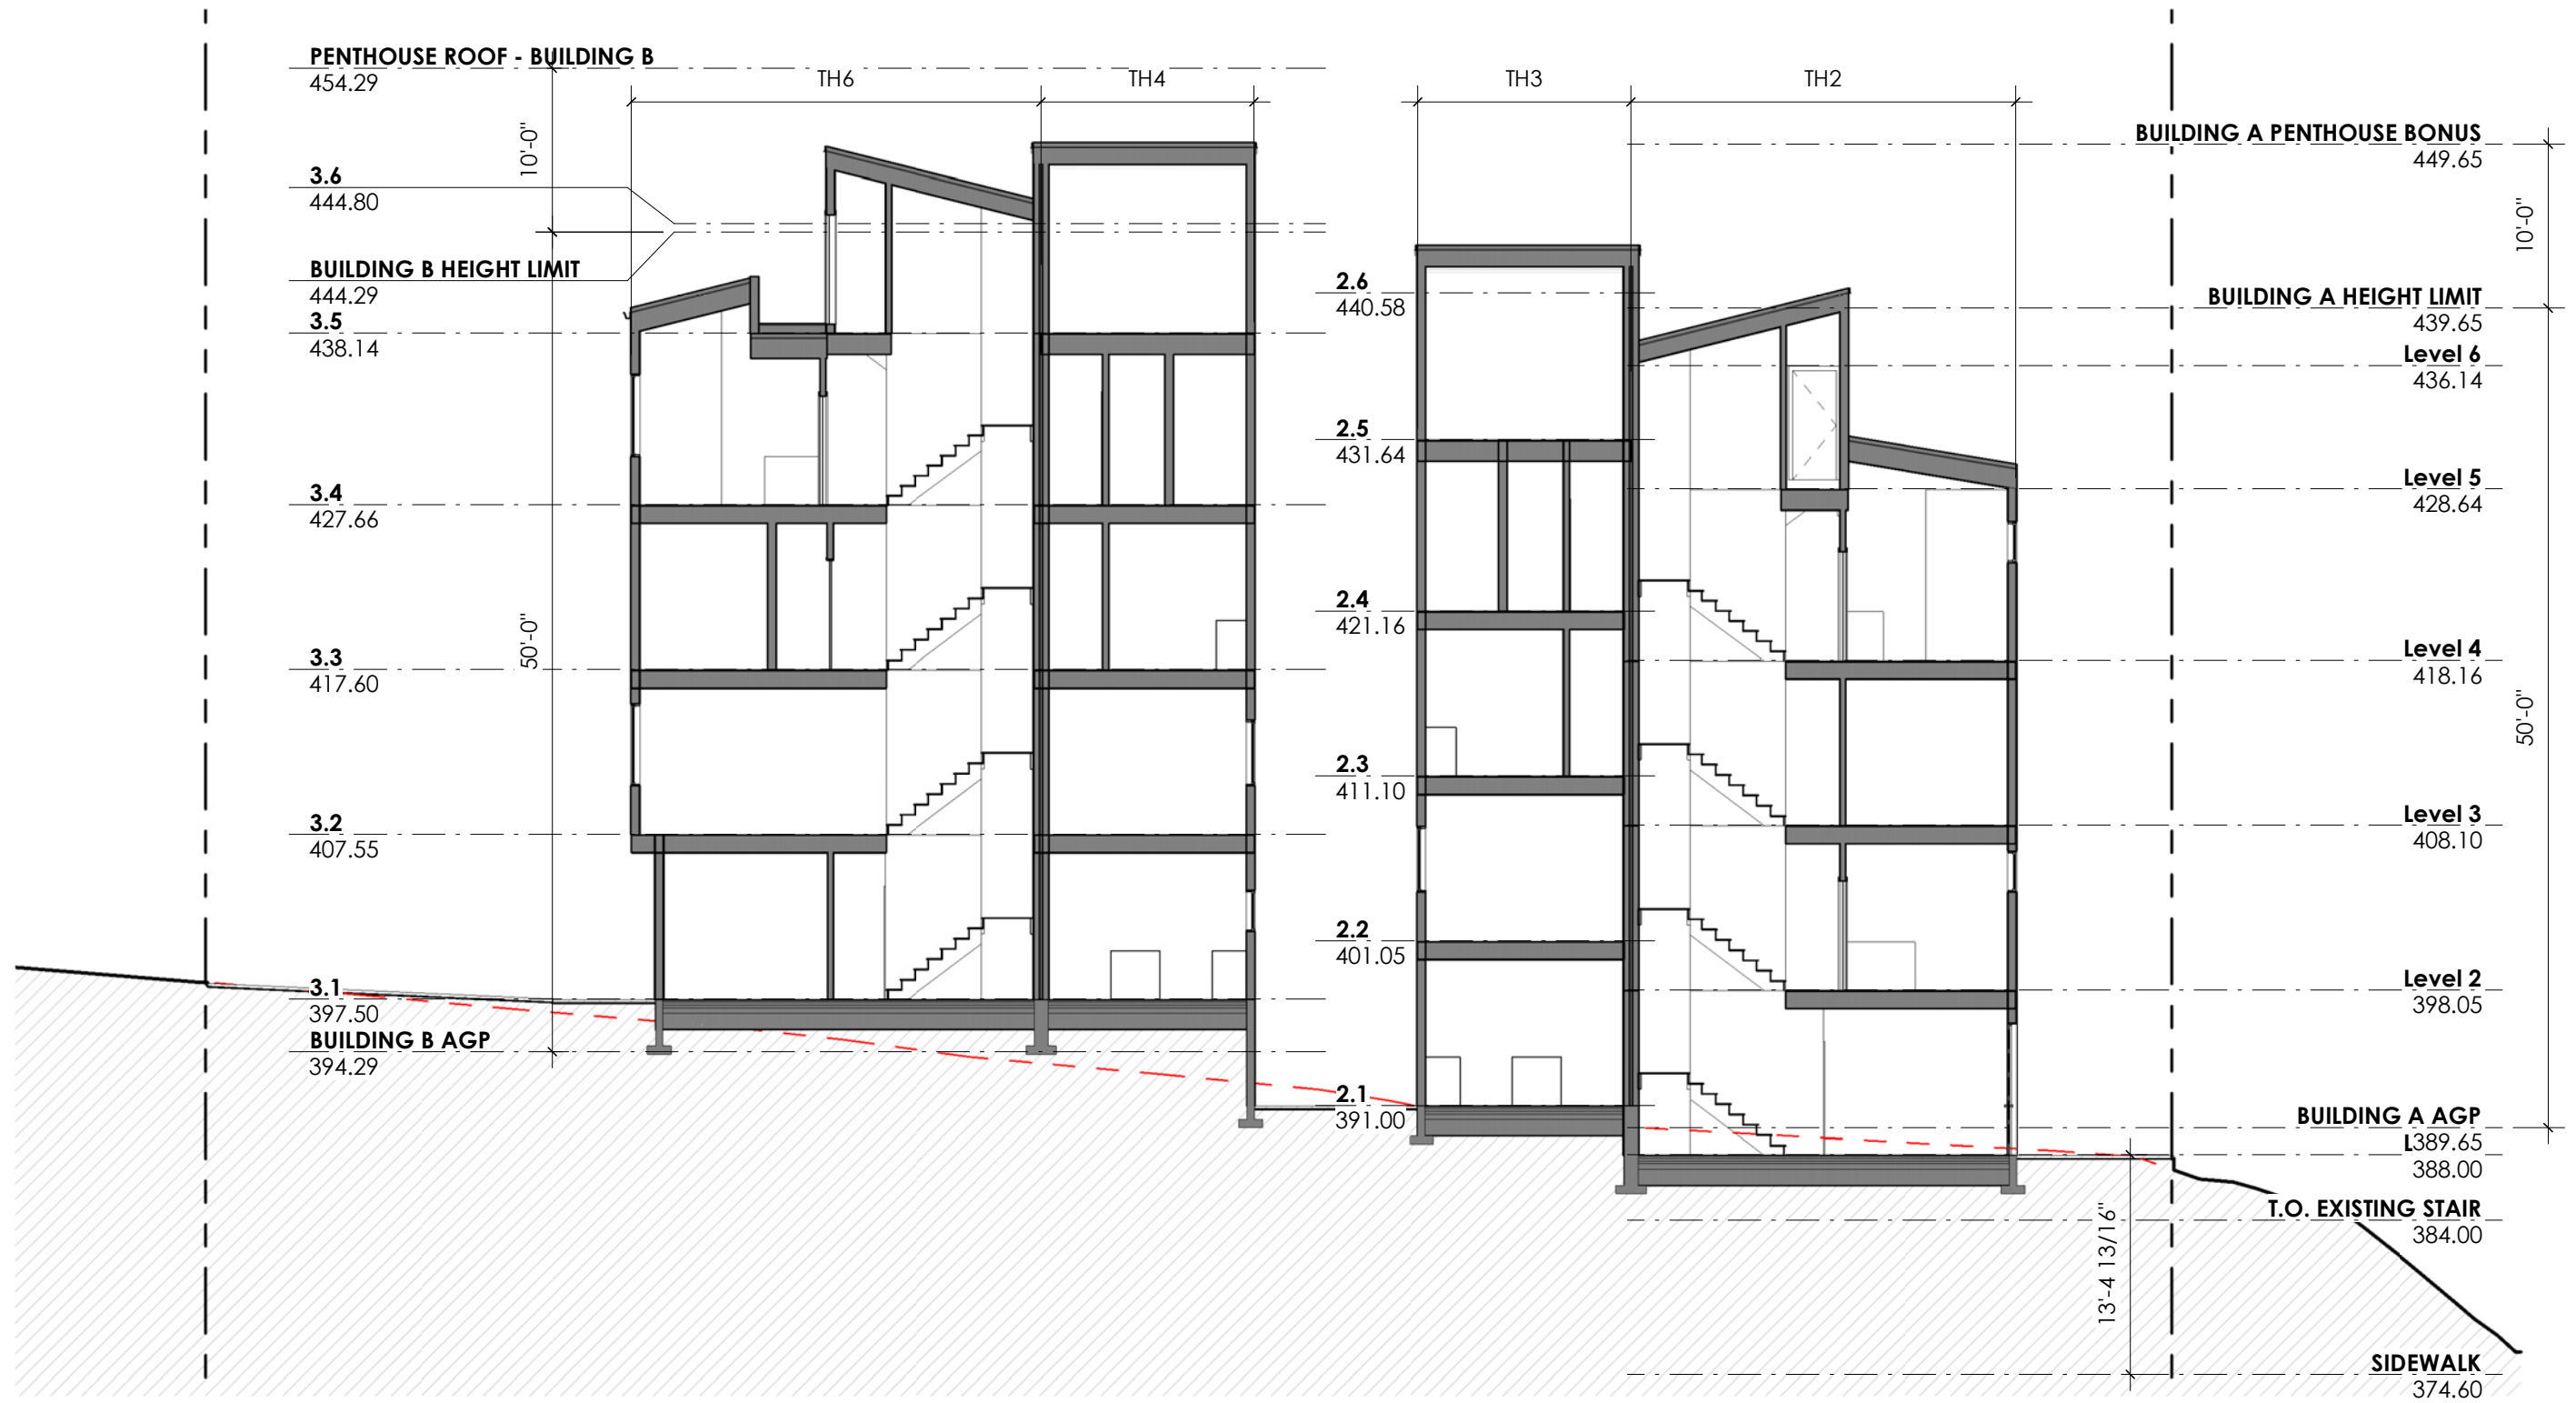 PENTHOUSE ROOF - BUILDING B
454.29
TH6
TH4
TH3
TH2
10'-0"
3.6
444.80
BUILDING B HEIGHT LIMIT
444.29
3.5
438.14
3.4
427.66
50'-0"
3.3
417.60
3.2
407.55
3.1
397.50
BUILDING B AGP
394.29
2.6
440.58
2.5
431.64
2.4
421.16
2.3
411.10
2.2
401.05
2.1
391.00
BUILDING A PENTHOUSE BONUS
449.65
10'-0"
BUILDING A HEIGHT LIMIT
439.65
Level 6
436.14
Level 5
428.64
Level 4
418.16
50'-0"
Level 3
408.10
Level 2
398.05
BUILDING A AGP
389.65
388.00
T.O. EXISTING STAIR
384.00
13'-4 13/16"
SIDEWALK
374.60